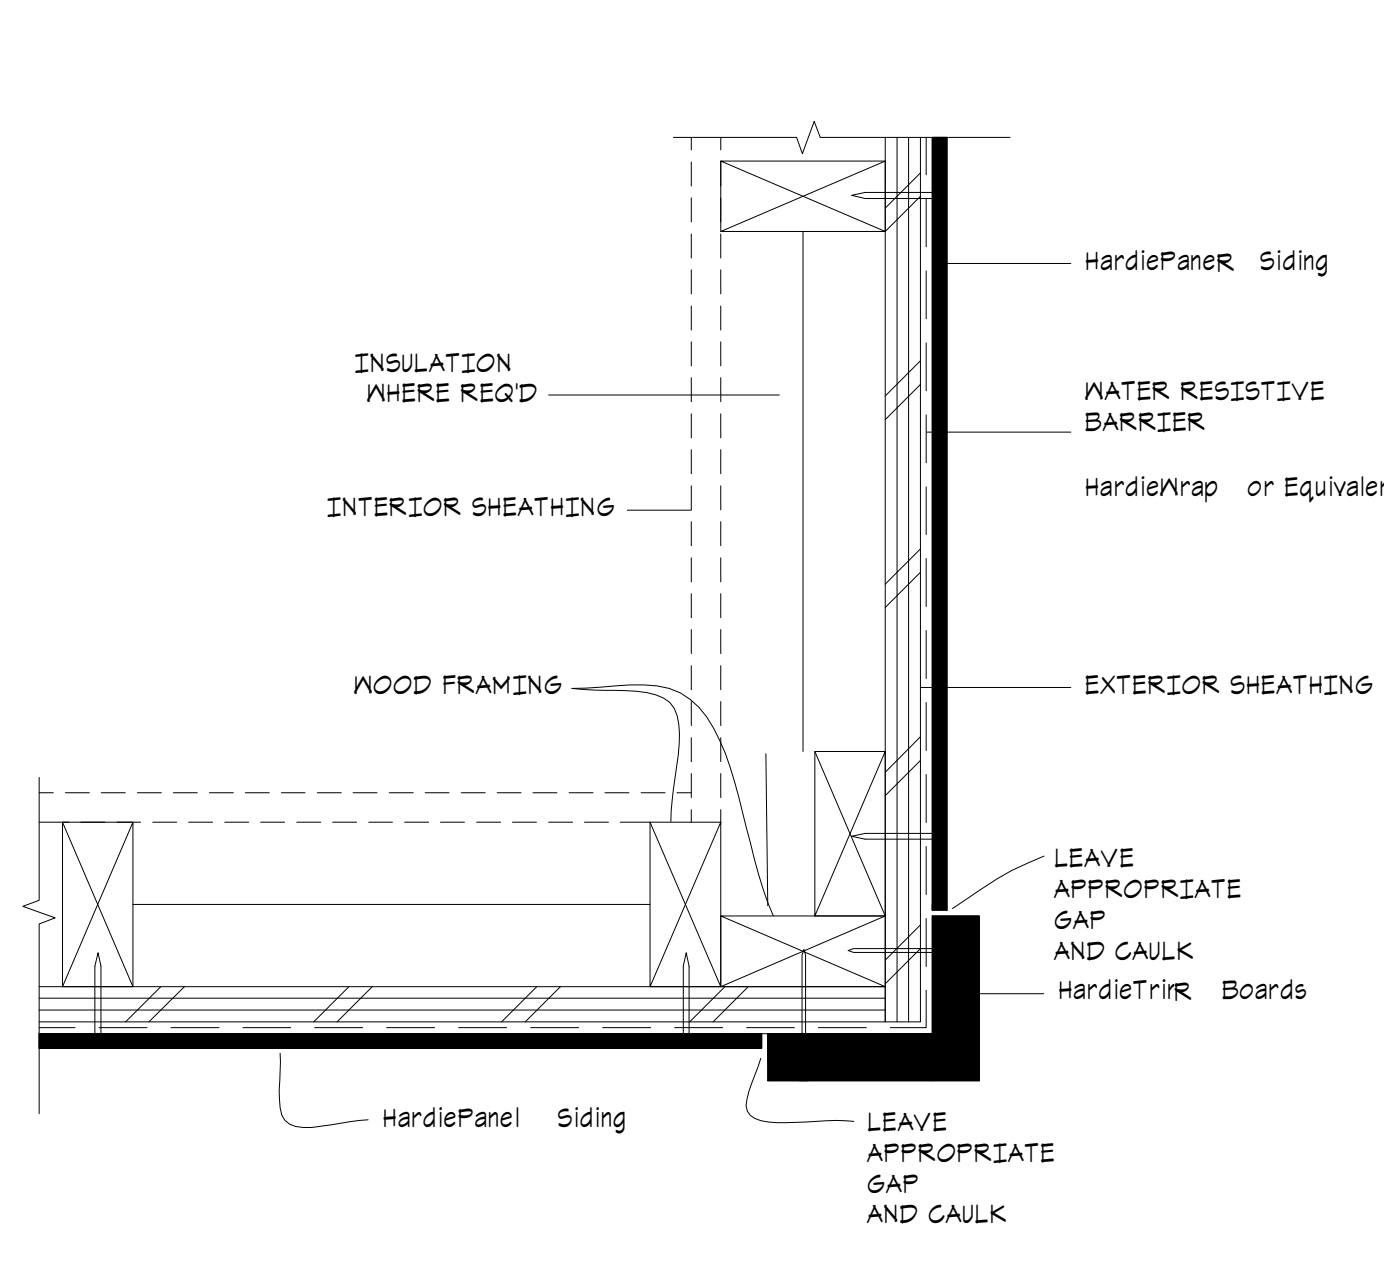 HardiePaneR Siding
INSULATION
WHERE REQ'D
WATER RESISTIVE
BARRIER
HardieWrap or Equivaler
INTERIOR SHEATHING
WOOD FRAMING
EXTERIOR SHEATHING
LEAVE
APPROPRIATE
GAP
AND CAULK
HardieTrirR Boards
HardiePanel Siding
LEAVE
APPROPRIATE
GAP
AND CAULK